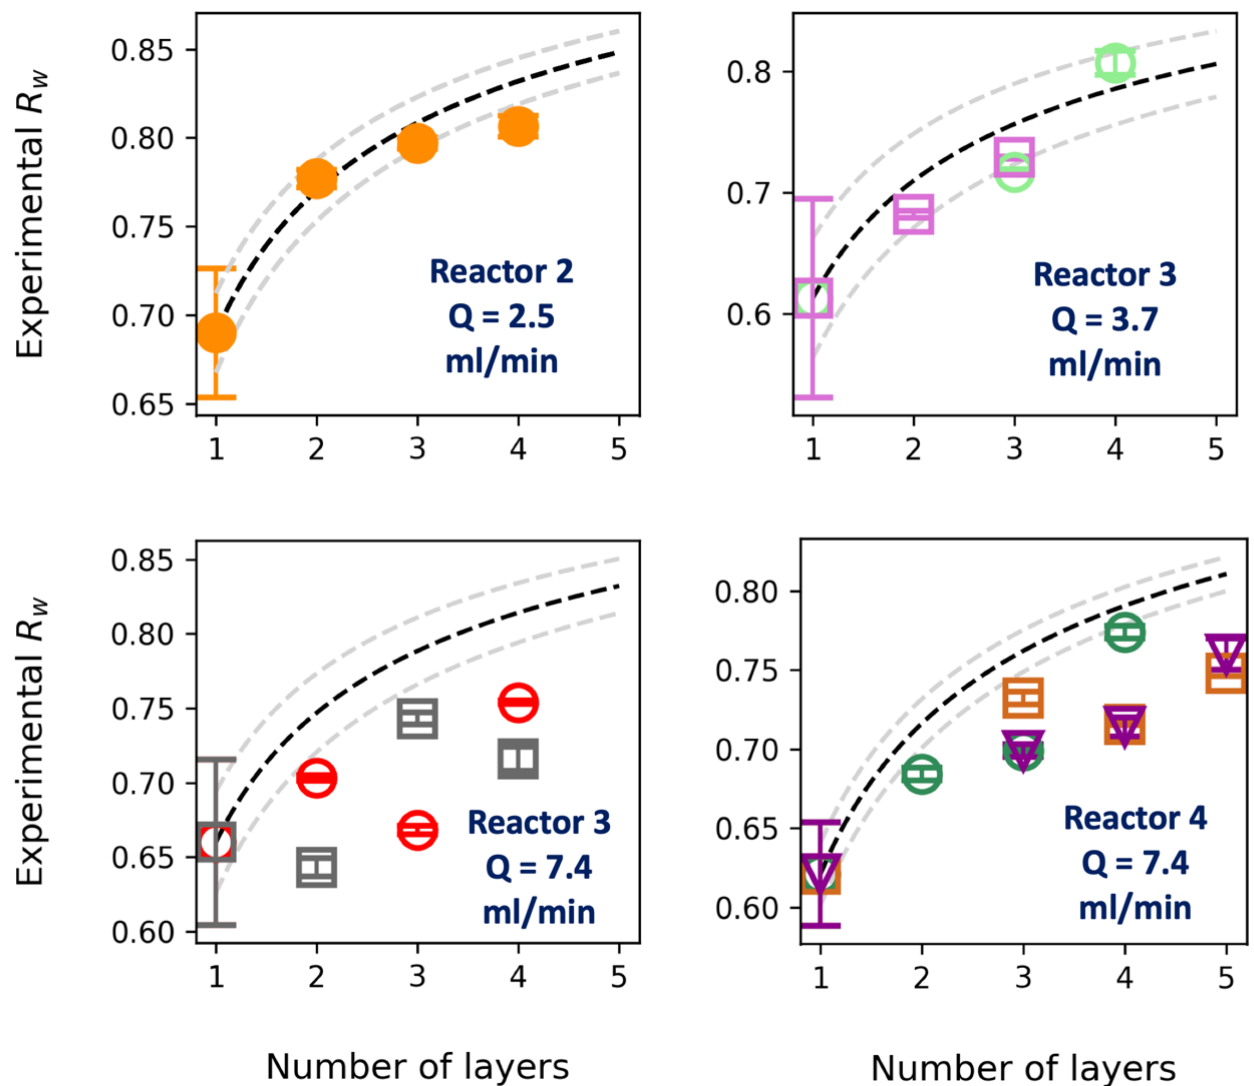 Experimental Rw
0.85
0.80
0.75
0.70
0.65
1 2 3 4 5
Reactor 2
Q = 2.5
ml/min
0.8
0.7
0.6
1 2 3 4 5
Reactor 3
Q = 3.7
ml/min
Experimental Rw
0.85
0.80
0.75
0.70
0.65
0.60
1 2 3 4 5
Reactor 3
Q = 7.4
ml/min
Number of layers
0.80
0.75
0.70
0.65
0.60
1 2 3 4 5
Reactor 4
Q = 7.4
ml/min
Number of layers